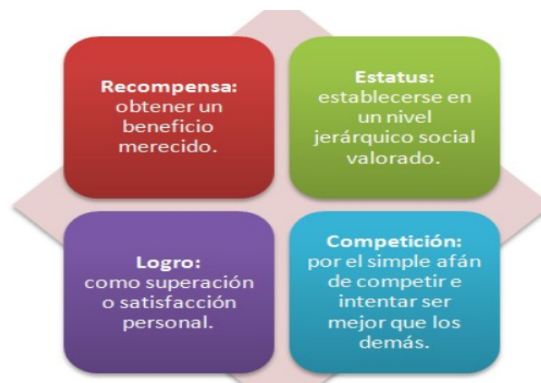 Recompensa:
obtener un
beneficio
merecido.
Estatus:
establecerse en
un nivel
jerárquico social
valorado.
Logro:
como superación
o satisfacción
personal.
Competición:
por el simple afán
de competir e
intentar ser
mejor que los
demás.